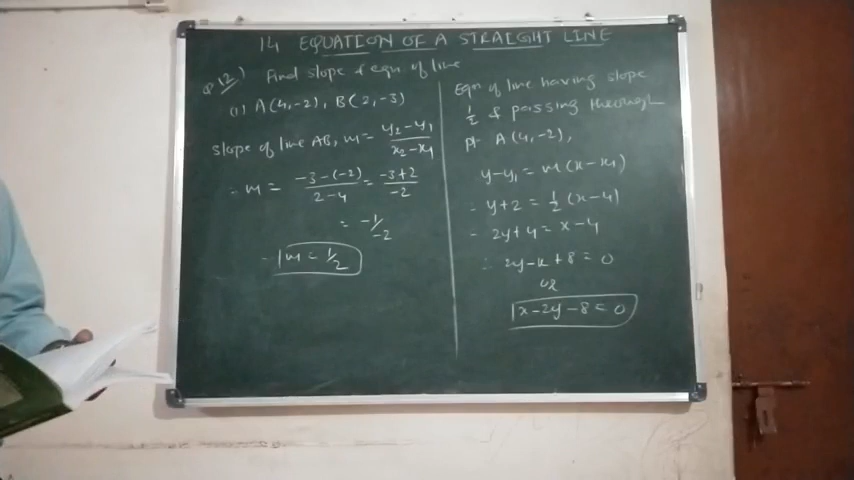 14 EQUATION OF A STRAIGHT LINE
Q.12) Find slope & eqn of line
(i) A(4,-2), B(2,-3)
slope of line AB, m = y₂-y₁/x₂-x₁
∴ m = -3-(-2)/2-4 = -3+2/-2
= -1/-2
∴ m = 1/2
Eqn of line having slope
1/2 & passing through
pt A(4,-2),
y-y₁ = m(x-x₁)
∴ y+2 = 1/2 (x-4)
∴ 2y+4 = x-4
∴ 2y-x+8 = 0
OR
x-2y-8 = 0